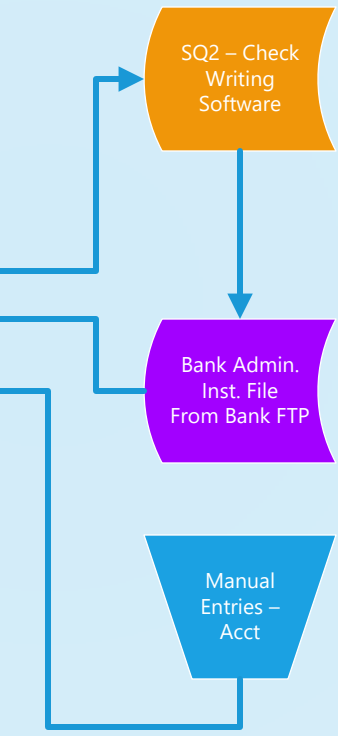 SQ2 – Check
Writing
Software
Bank Admin.
Inst. File
From Bank FTP
Manual
Entries –
Acct